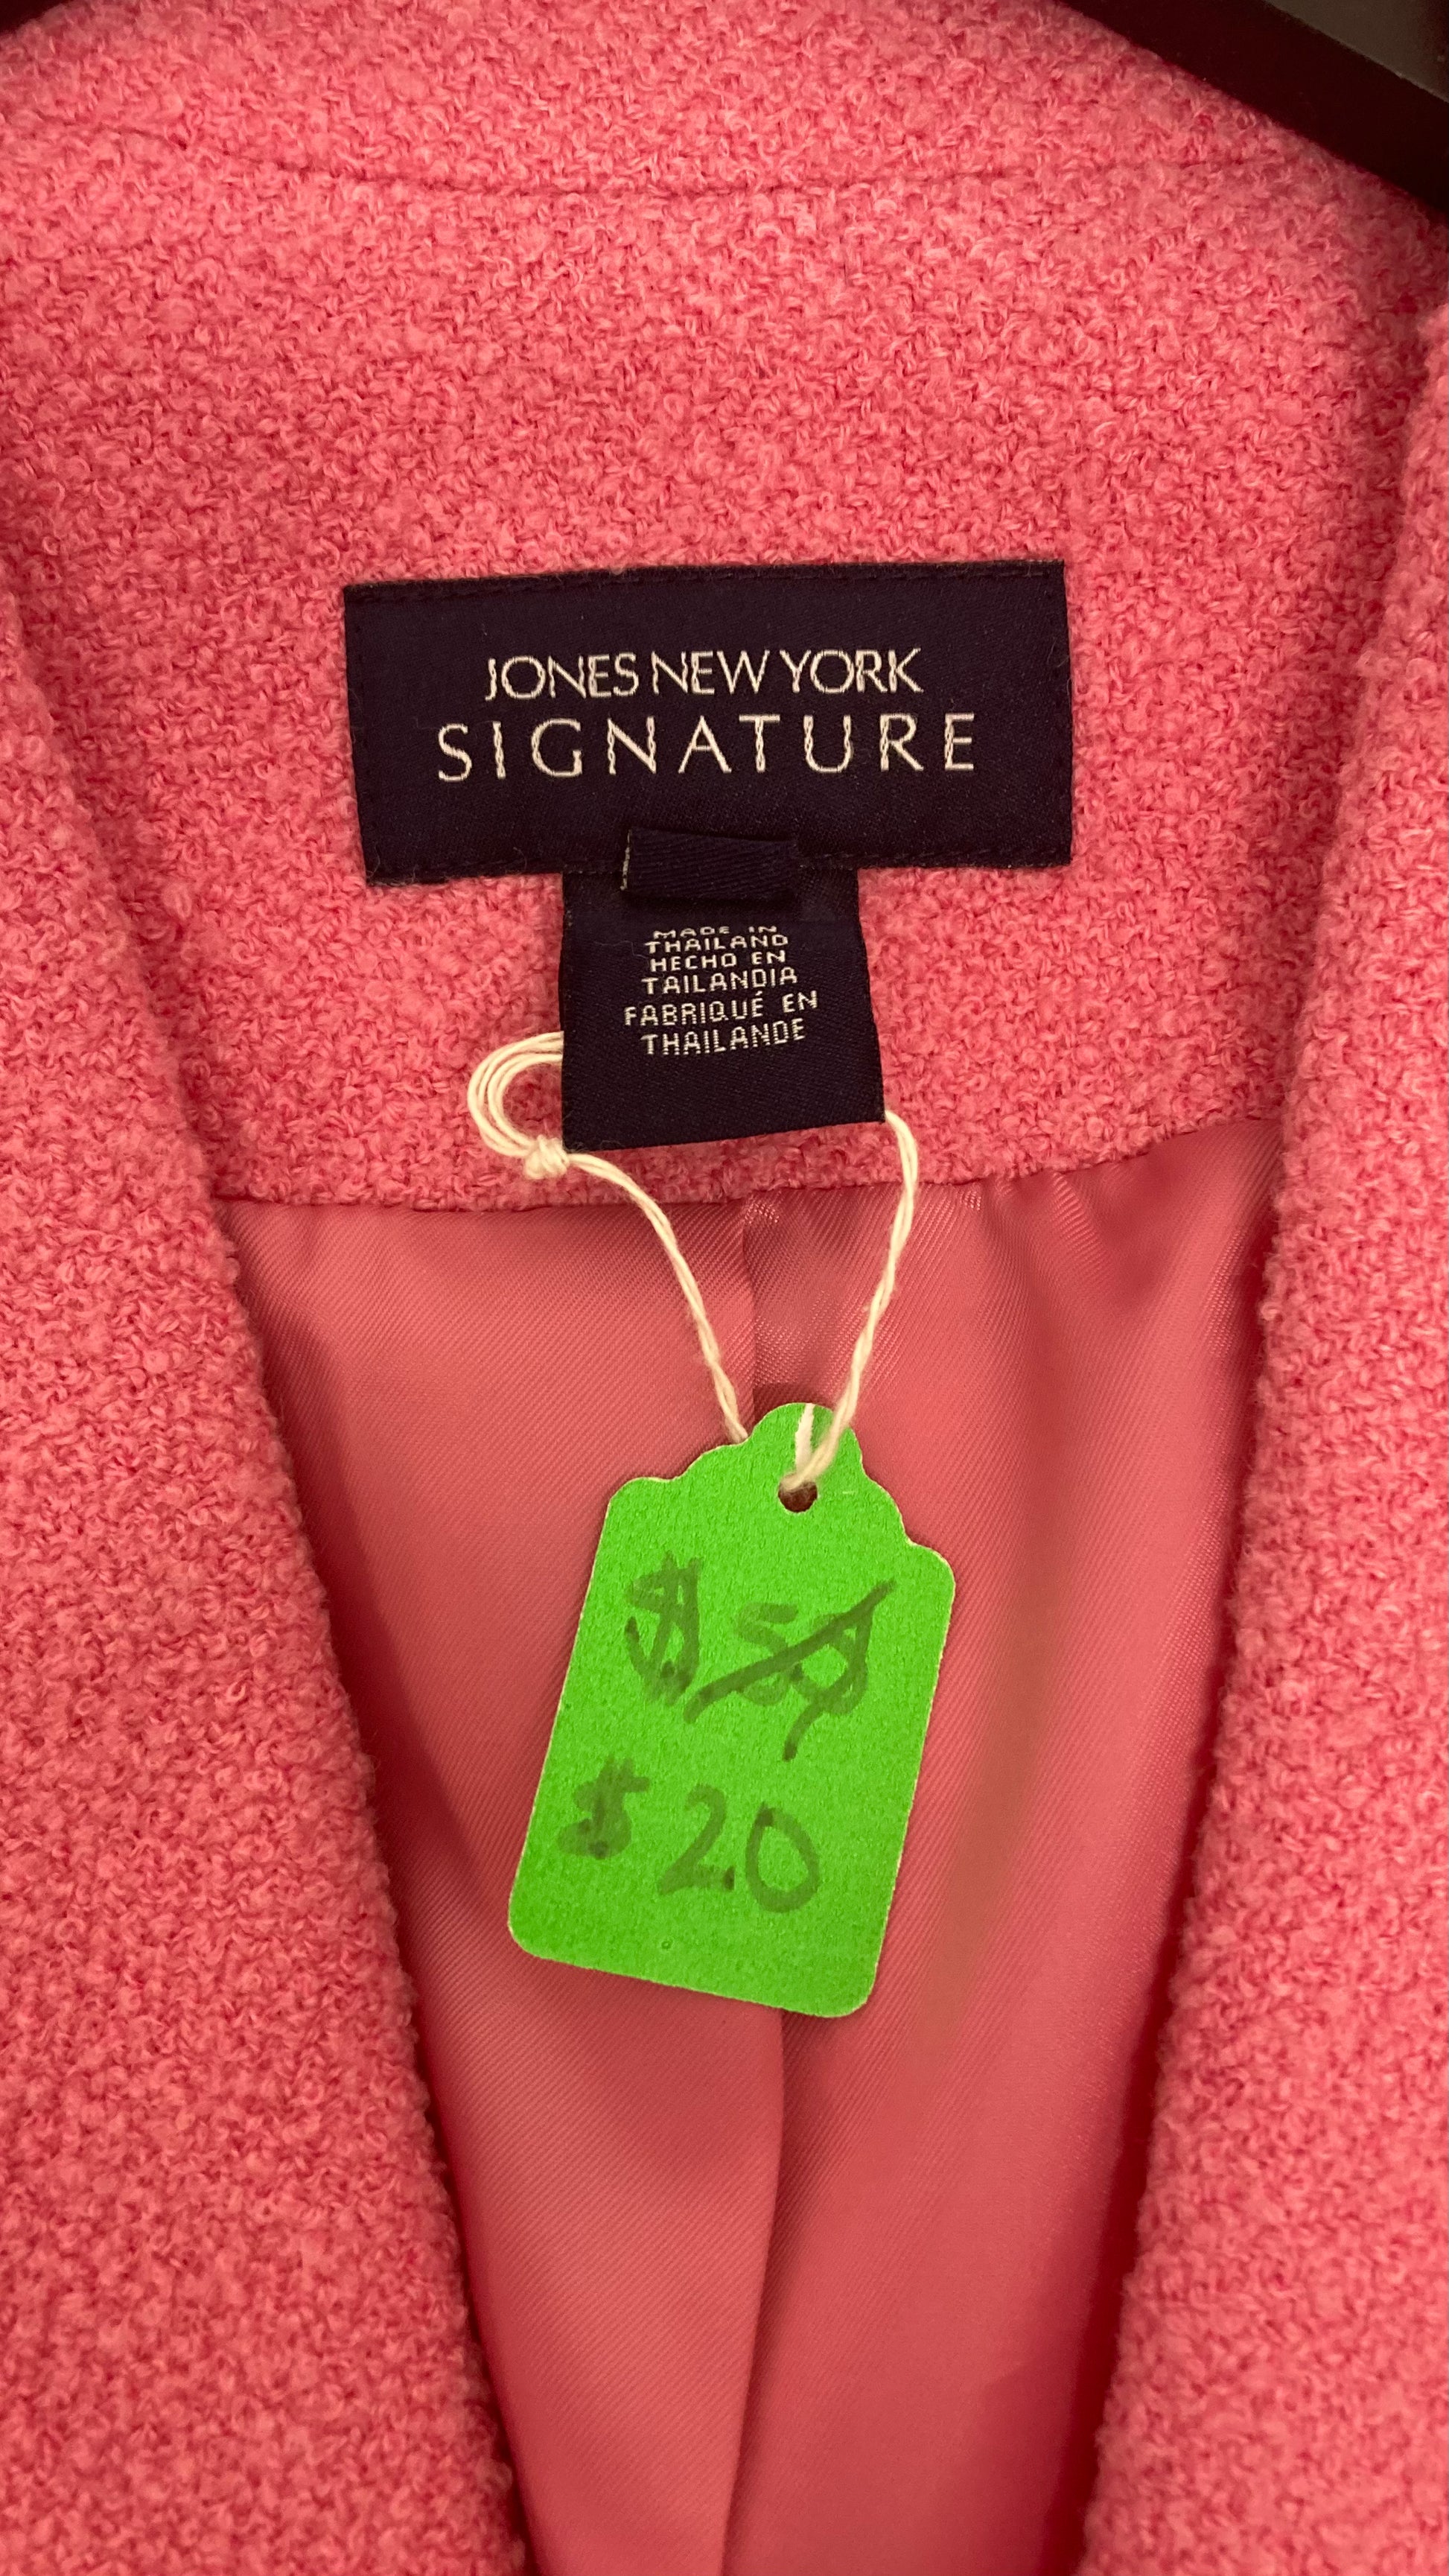 JONES NEW YORK
SIGNATURE
MADE IN
THAILAND
HECHO EN
TAILANDIA
FABRIQUÉ EN
THAILANDE
$
$20